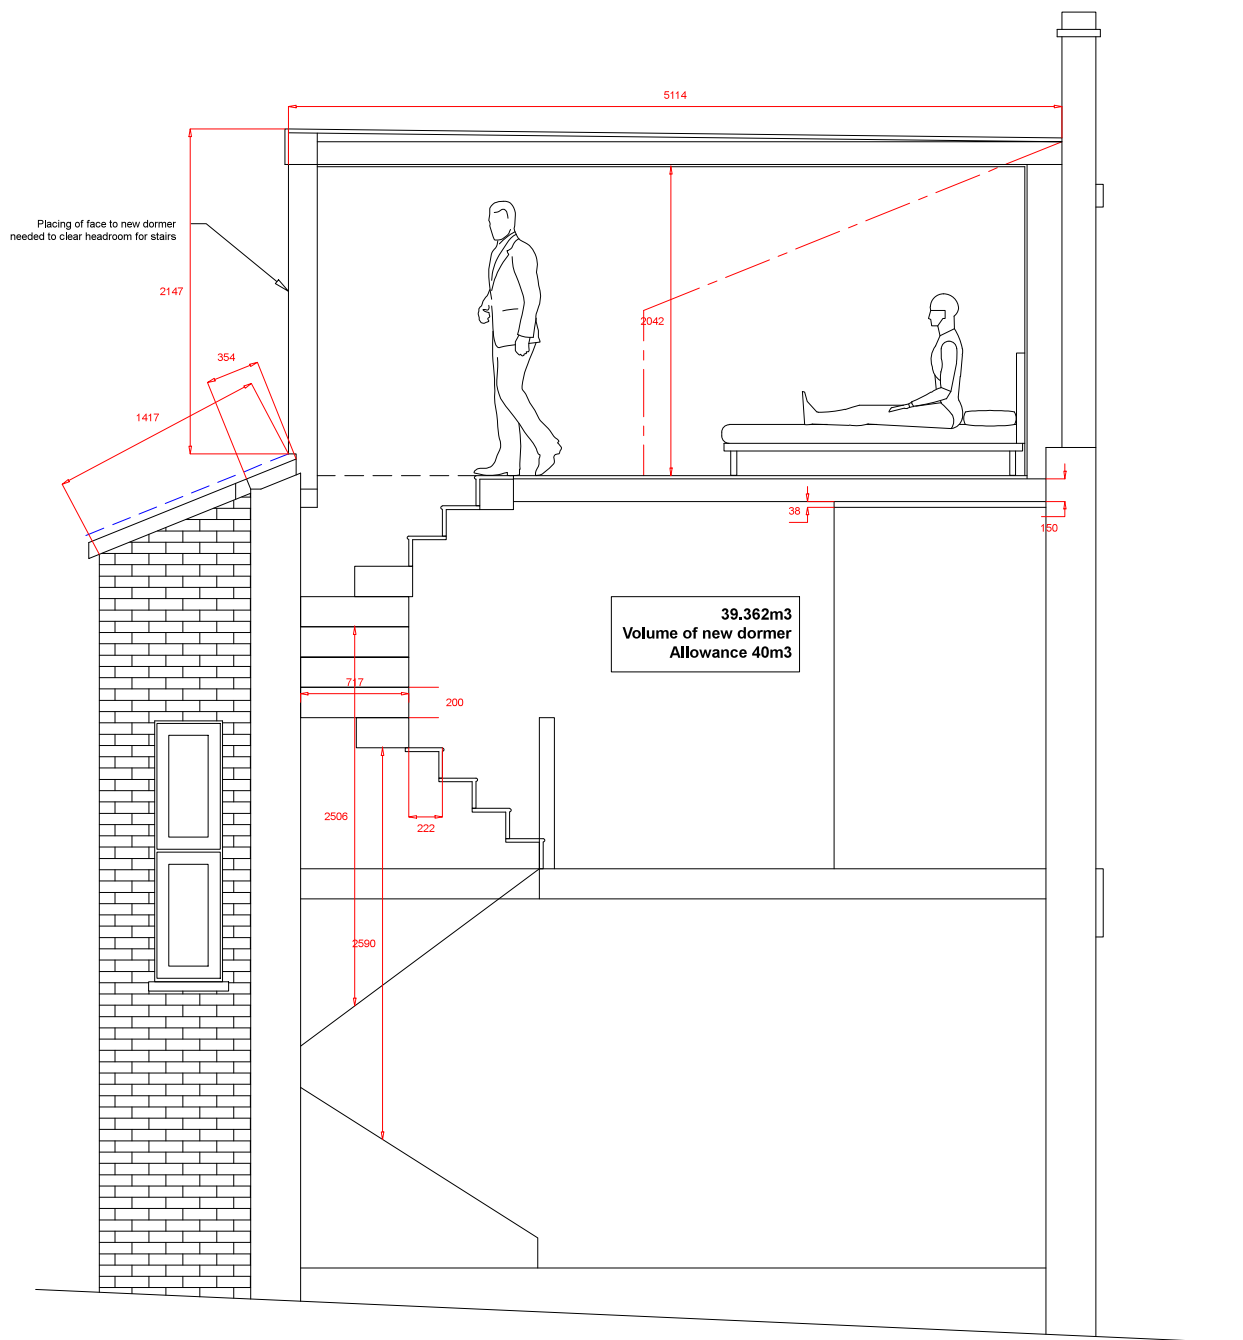 5114
Placing of face to new dormer
needed to clear headroom for stairs
2147
2042
354
1417
38
150
39.362m3
Volume of new dormer
Allowance 40m3
717
200
2506
222
2590